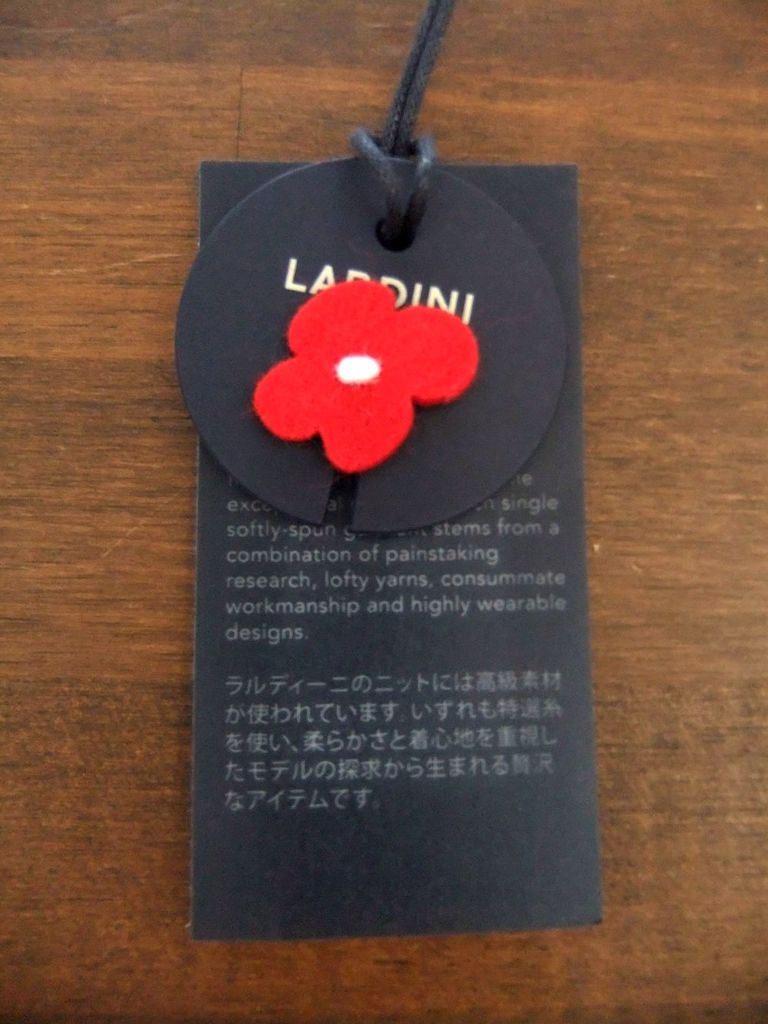 LARDINI
single
softly-spun stems from a
combination of painstaking
research, lofty yarns, consummate
workmanship and highly wearable
designs.
ラルディーニのニットには高級素材
が使われています。いずれも特選糸
を使い、柔らかさと着心地を重視し
たモデルの探求から生まれる贅沢
なアイテムです。